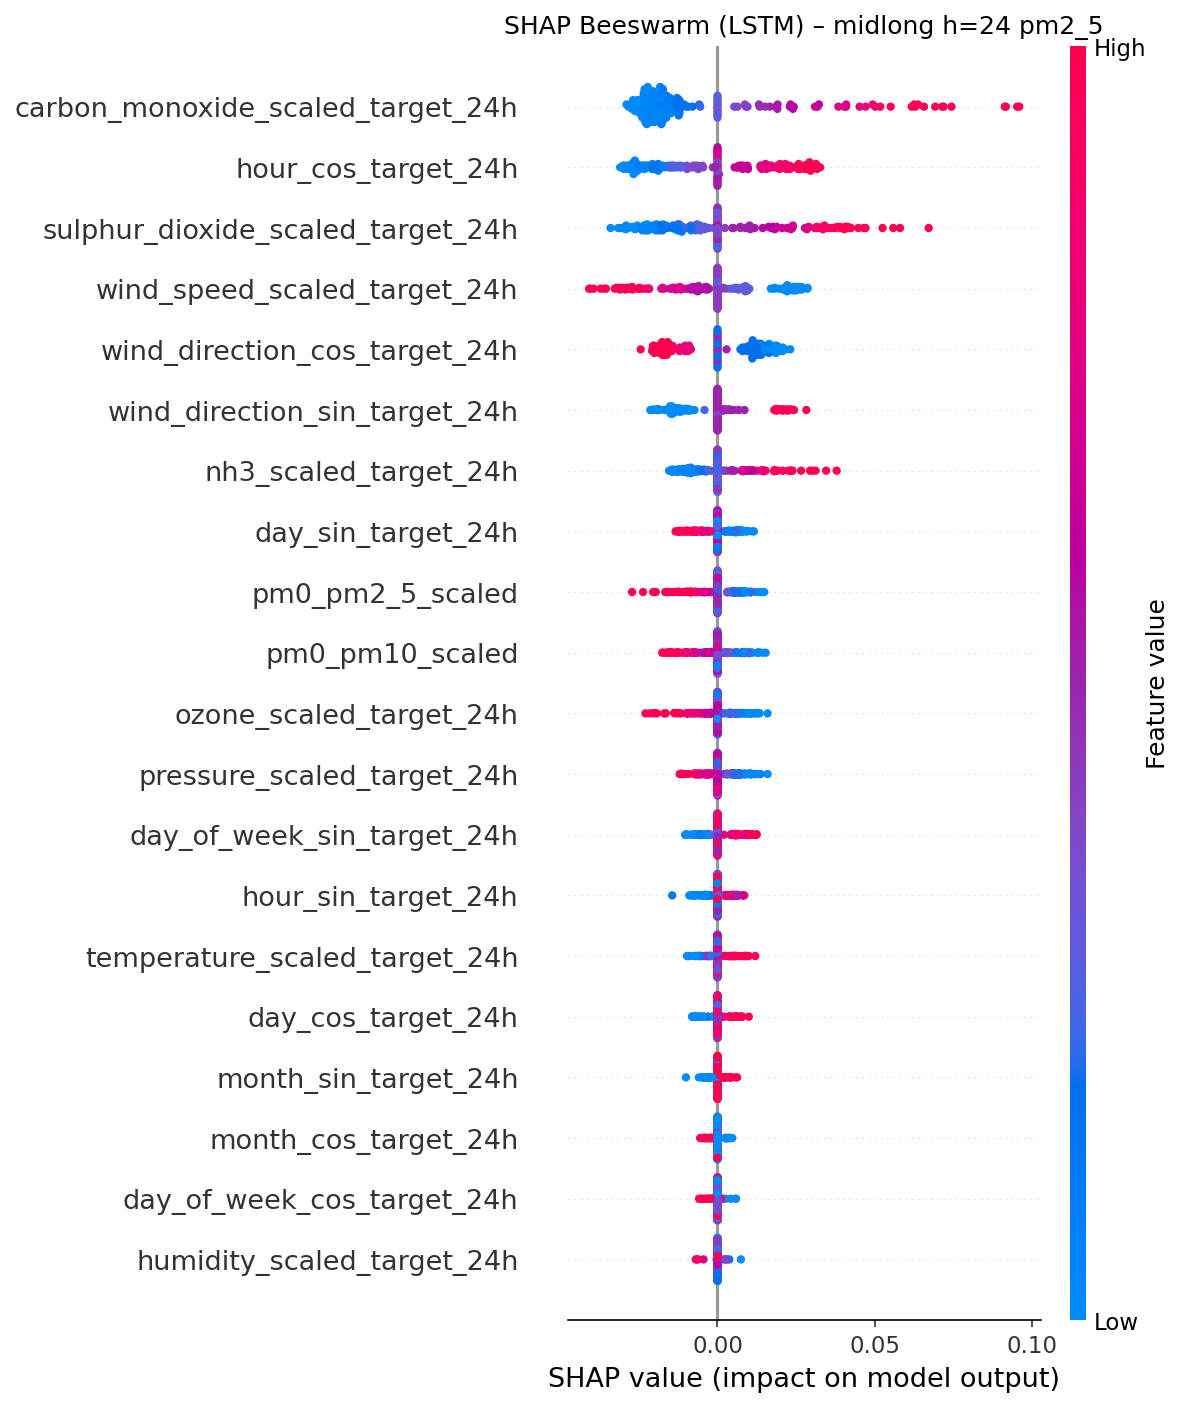 SHAP Beeswarm (LSTM) – midlong h=24 pm2_5
High
carbon_monoxide_scaled_target_24h
hour_cos_target_24h
sulphur_dioxide_scaled_target_24h
wind_speed_scaled_target_24h
wind_direction_cos_target_24h
wind_direction_sin_target_24h
nh3_scaled_target_24h
day_sin_target_24h
pm0_pm2_5_scaled
pm0_pm10_scaled
ozone_scaled_target_24h
pressure_scaled_target_24h
day_of_week_sin_target_24h
hour_sin_target_24h
temperature_scaled_target_24h
day_cos_target_24h
month_sin_target_24h
month_cos_target_24h
day_of_week_cos_target_24h
humidity_scaled_target_24h
Feature value
Low
0.00 0.05 0.10
SHAP value (impact on model output)